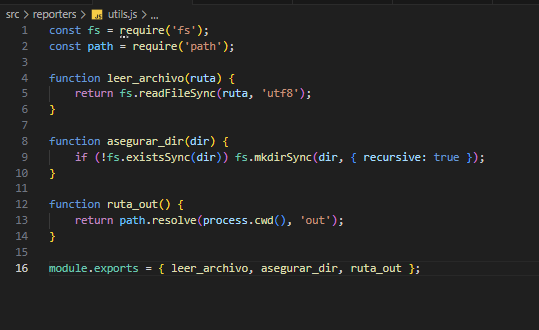 src > reporters > JS utils.js > ...
1 const fs = require('fs');
2 const path = require('path');
3
4 function leer_archivo(ruta) {
5 return fs.readFileSync(ruta, 'utf8');
6 }
7
8 function asegurar_dir(dir) {
9 if (!fs.existsSync(dir)) fs.mkdirSync(dir, { recursive: true });
10 }
11
12 function ruta_out() {
13 return path.resolve(process.cwd(), 'out');
14 }
15
16 module.exports = { leer_archivo, asegurar_dir, ruta_out };